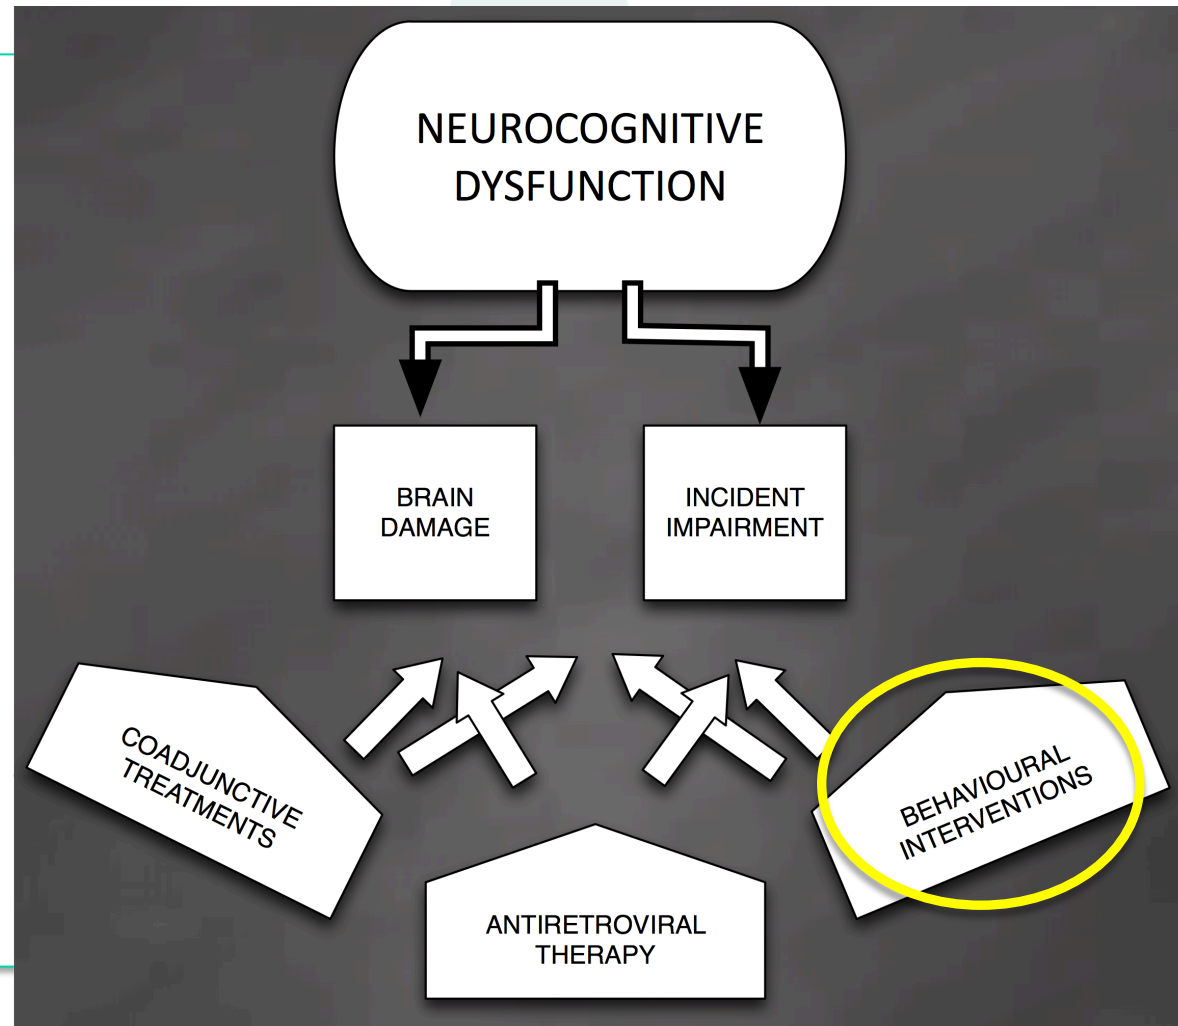 NEUROCOGNITIVE
DYSFUNCTION
BRAIN
DAMAGE
INCIDENT
IMPAIRMENT
COADJUNCTIVE
TREATMENTS
ANTIRETROVIRAL
THERAPY
BEHAVIOURAL
INTERVENTIONS